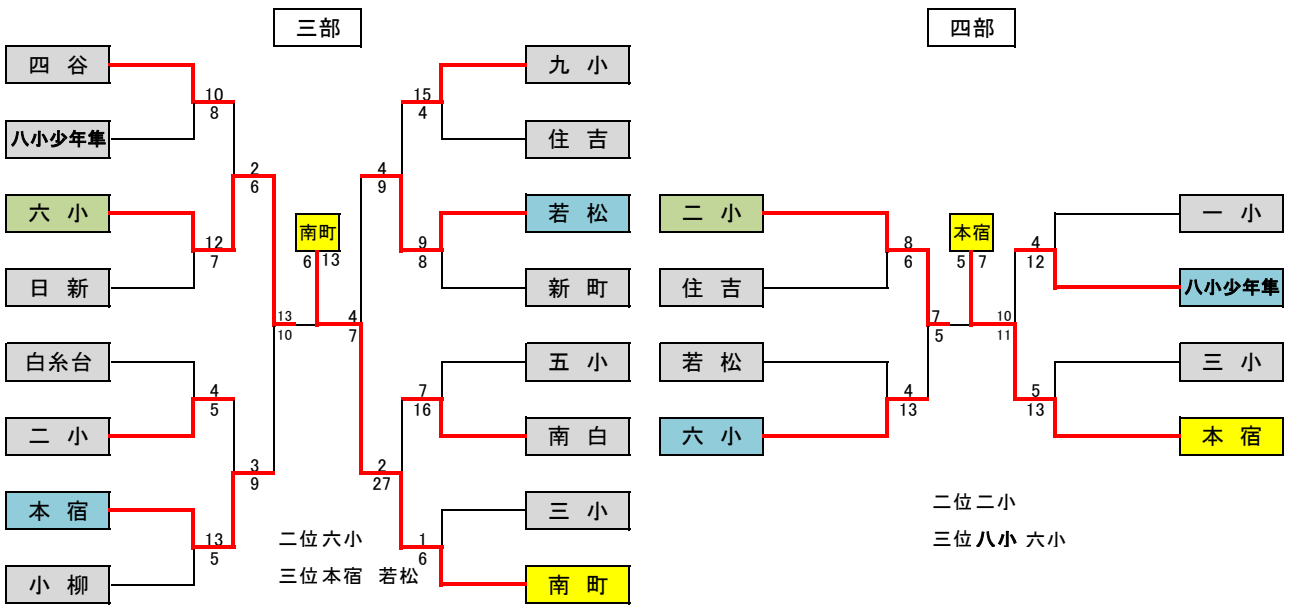 三部
四 谷
10
8
八小少年隼
2
6
六 小
12
7
日 新
13
10
白糸台
4
5
二 小
3
9
本 宿
13
5
小 柳
南町
6 13
九 小
15
4
住 吉
4
9
若 松
9
8
新 町
4
7
五 小
7
16
南 白
2
27
三 小
1
6
南 町
二位 六小
三位 本宿 若松
四部
二 小
8
6
住 吉
7
5
若 松
4
13
六 小
本宿
5 7
一 小
4
12
八小少年隼
10
11
三 小
5
13
本 宿
二位 二小
三位 八小 六小